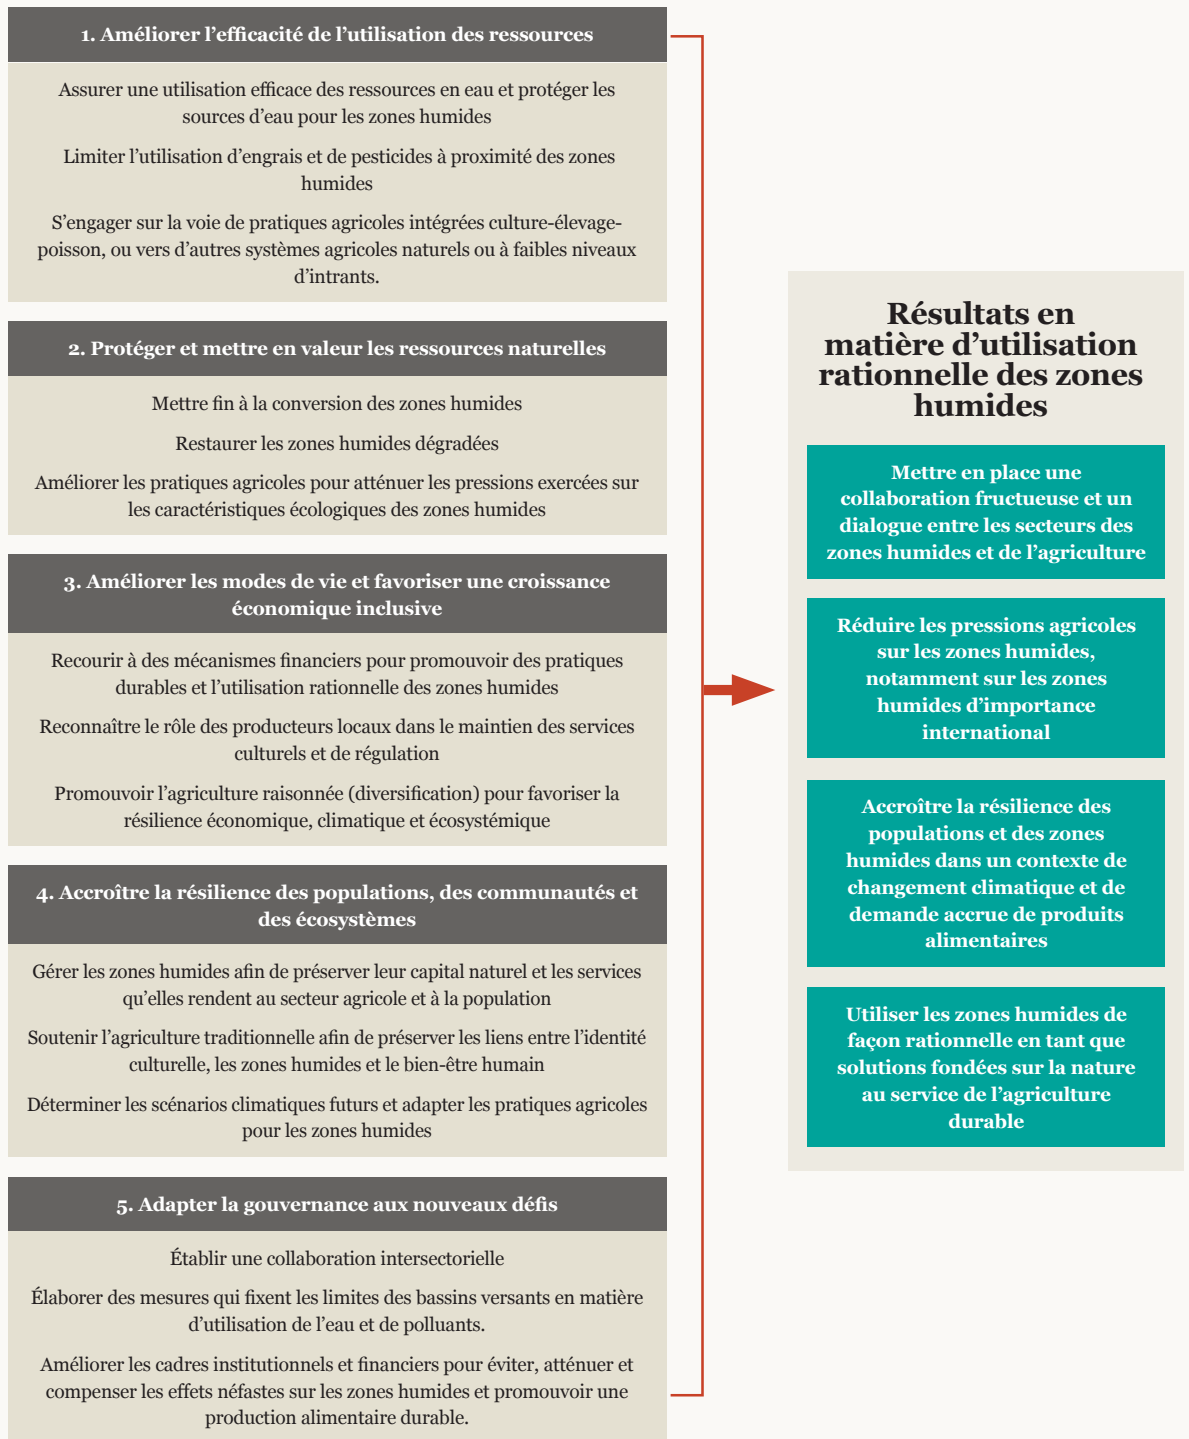 1. Améliorer l’efficacité de l’utilisation des ressources
Assurer une utilisation efficace des ressources en eau et protéger les
sources d’eau pour les zones humides
Limiter l’utilisation d’engrais et de pesticides à proximité des zones
humides
S’engager sur la voie de pratiques agricoles intégrées culture-élevage-
poisson, ou vers d’autres systèmes agricoles naturels ou à faibles niveaux
d’intrants.
2. Protéger et mettre en valeur les ressources naturelles
Mettre fin à la conversion des zones humides
Restaurer les zones humides dégradées
Améliorer les pratiques agricoles pour atténuer les pressions exercées sur
les caractéristiques écologiques des zones humides
3. Améliorer les modes de vie et favoriser une croissance
économique inclusive
Recourir à des mécanismes financiers pour promouvoir des pratiques
durables et l’utilisation rationnelle des zones humides
Reconnaître le rôle des producteurs locaux dans le maintien des services
culturels et de régulation
Promouvoir l’agriculture raisonnée (diversification) pour favoriser la
résilience économique, climatique et écosystémique
4. Accroître la résilience des populations, des communautés et
des écosystèmes
Gérer les zones humides afin de préserver leur capital naturel et les services
qu’elles rendent au secteur agricole et à la population
Soutenir l’agriculture traditionnelle afin de préserver les liens entre l’identité
culturelle, les zones humides et le bien-être humain
Déterminer les scénarios climatiques futurs et adapter les pratiques agricoles
pour les zones humides
5. Adapter la gouvernance aux nouveaux défis
Établir une collaboration intersectorielle
Élaborer des mesures qui fixent les limites des bassins versants en matière
d’utilisation de l’eau et de polluants.
Améliorer les cadres institutionnels et financiers pour éviter, atténuer et
compenser les effets néfastes sur les zones humides et promouvoir une
production alimentaire durable.
Résultats en
matière d’utilisation
rationnelle des zones
humides
Mettre en place une
collaboration fructueuse et un
dialogue entre les secteurs des
zones humides et de l’agriculture
Réduire les pressions agricoles
sur les zones humides,
notamment sur les zones
humides d’importance
international
Accroître la résilience des
populations et des zones
humides dans un contexte de
changement climatique et de
demande accrue de produits
alimentaires
Utiliser les zones humides de
façon rationnelle en tant que
solutions fondées sur la nature
au service de l’agriculture
durable